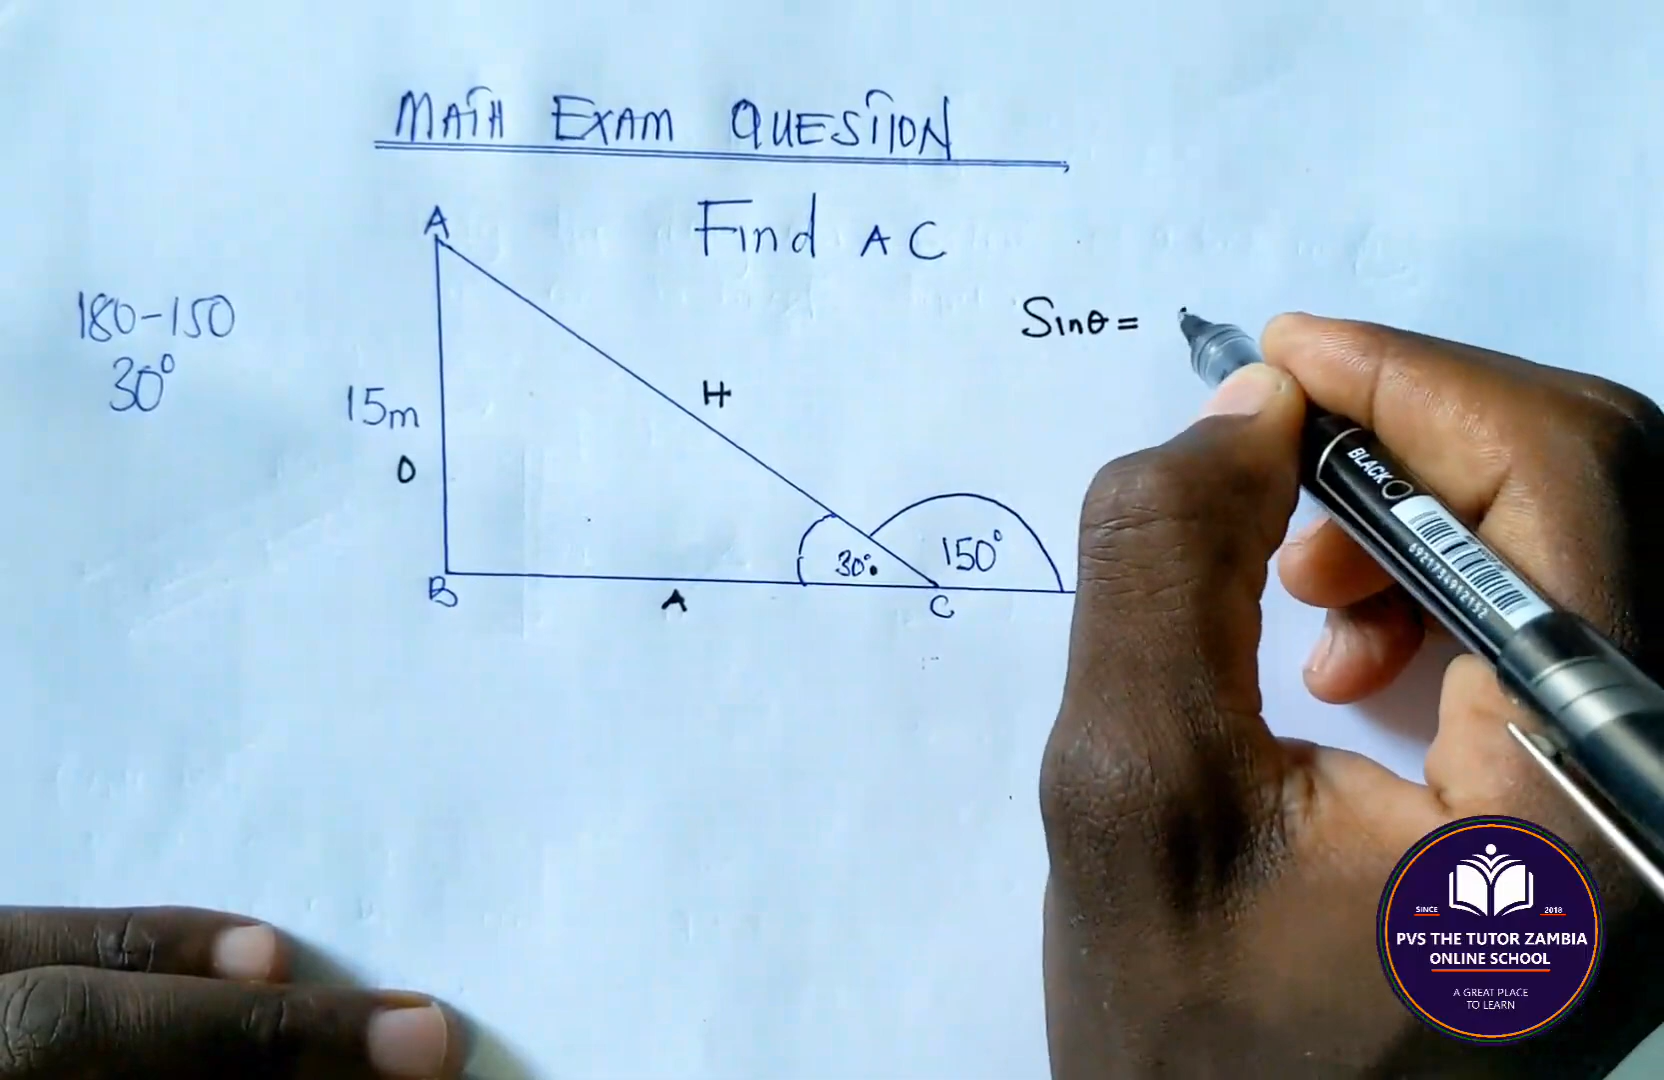 MATH EXAM QUESTION
Find AC
A
180-150
30°
Sinθ=
H
15m
O
30°
150°
B
A
C
BLACK
6921734912152
SINCE
2018
PVS THE TUTOR ZAMBIA
ONLINE SCHOOL
A GREAT PLACE
TO LEARN